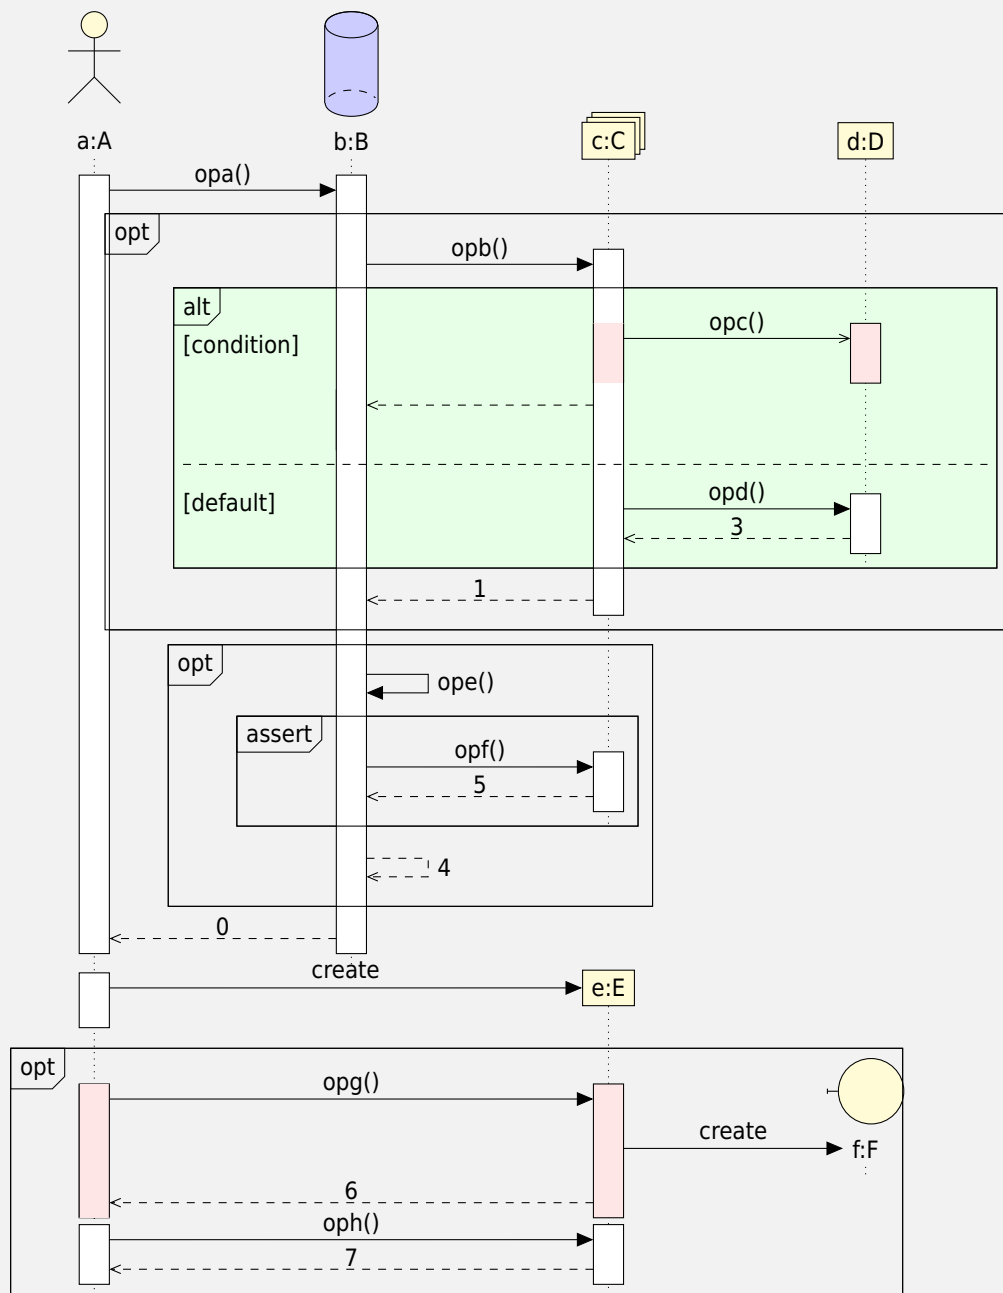 a:A
b:B
c:C
d:D
opa()
opt
opb()
alt
opc()
[condition]
opd()
[default]
3
1
opt
ope()
assert
opf()
5
4
0
create
e:E
opt
opg()
create
f:F
6
oph()
7